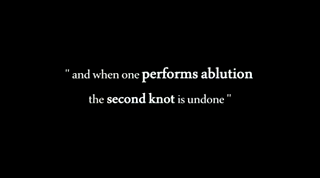 " and when one performs ablution
the second knot is undone "